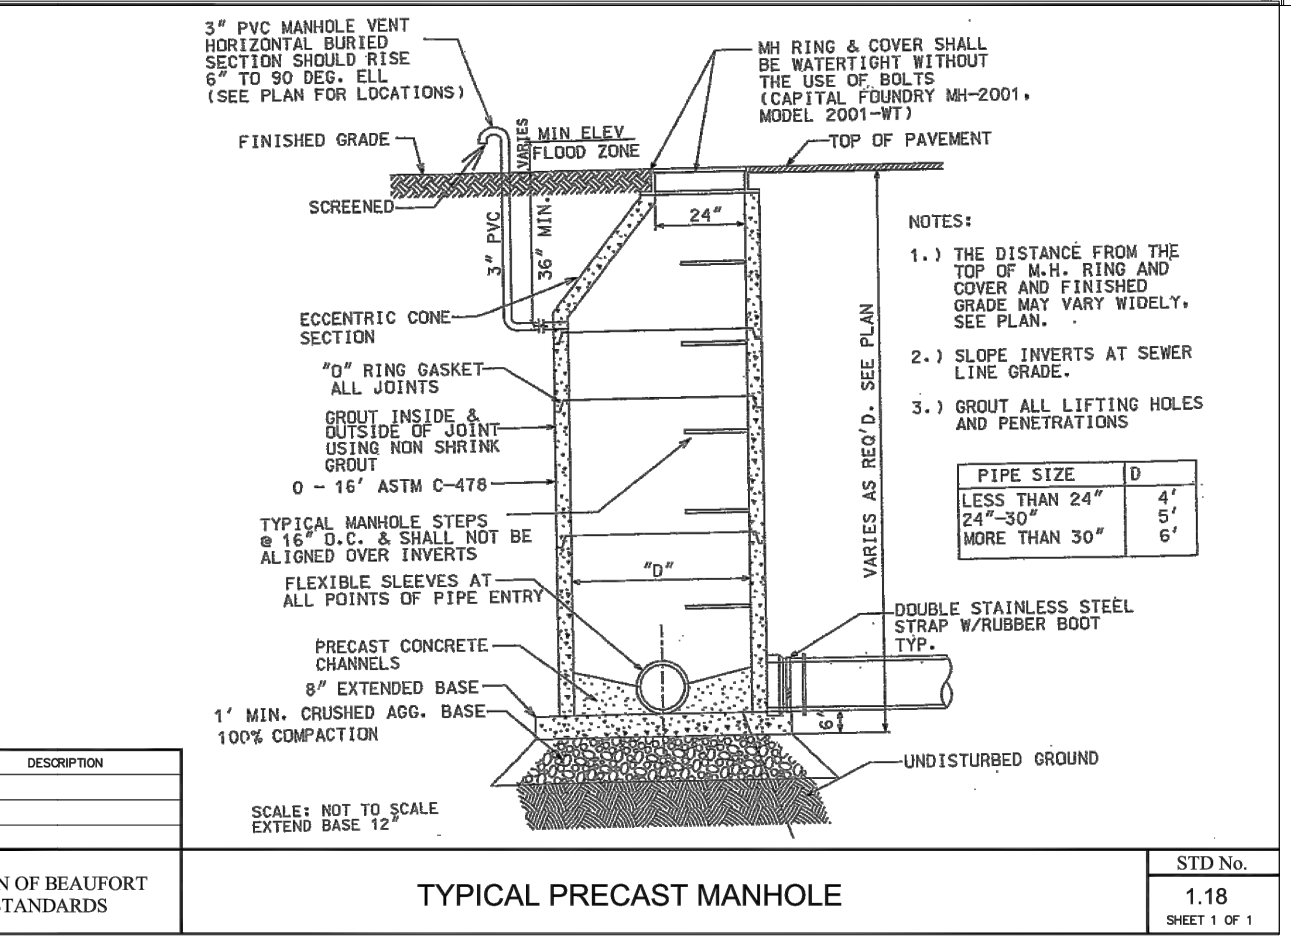 3" PVC MANHOLE VENT
HORIZONTAL BURIED
SECTION SHOULD RISE
6" TO 90 DEG. ELL
(SEE PLAN FOR LOCATIONS)
MH RING & COVER SHALL
BE WATERTIGHT WITHOUT
THE USE OF BOLTS
(CAPITAL FOUNDRY MH-2001,
MODEL 2001-WT)
FINISHED GRADE
VARIES
MIN ELEV
FLOOD ZONE
TOP OF PAVEMENT
SCREENED
3" PVC
36" MIN.
24"
ECCENTRIC CONE
SECTION
"O" RING GASKET
ALL JOINTS
GROUT INSIDE &
OUTSIDE OF JOINT
USING NON SHRINK
GROUT
0 - 16' ASTM C-478
TYPICAL MANHOLE STEPS
@ 16" O.C. & SHALL NOT BE
ALIGNED OVER INVERTS
"D"
FLEXIBLE SLEEVES AT
ALL POINTS OF PIPE ENTRY
PRECAST CONCRETE
CHANNELS
8" EXTENDED BASE
1' MIN. CRUSHED AGG. BASE
100% COMPACTION
VARIES AS REQ'D. SEE PLAN
NOTES:
1.) THE DISTANCE FROM THE
TOP OF M.H. RING AND
COVER AND FINISHED
GRADE MAY VARY WIDELY.
SEE PLAN.
2.) SLOPE INVERTS AT SEWER
LINE GRADE.
3.) GROUT ALL LIFTING HOLES
AND PENETRATIONS
PIPE SIZE D
LESS THAN 24" 4'
24"-30" 5'
MORE THAN 30" 6'
DOUBLE STAINLESS STEEL
STRAP W/RUBBER BOOT
TYP.
6'
UNDISTURBED GROUND
SCALE: NOT TO SCALE
EXTEND BASE 12"
DESCRIPTION
N OF BEAUFORT
STANDARDS
TYPICAL PRECAST MANHOLE
STD No.
1.18
SHEET 1 OF 1